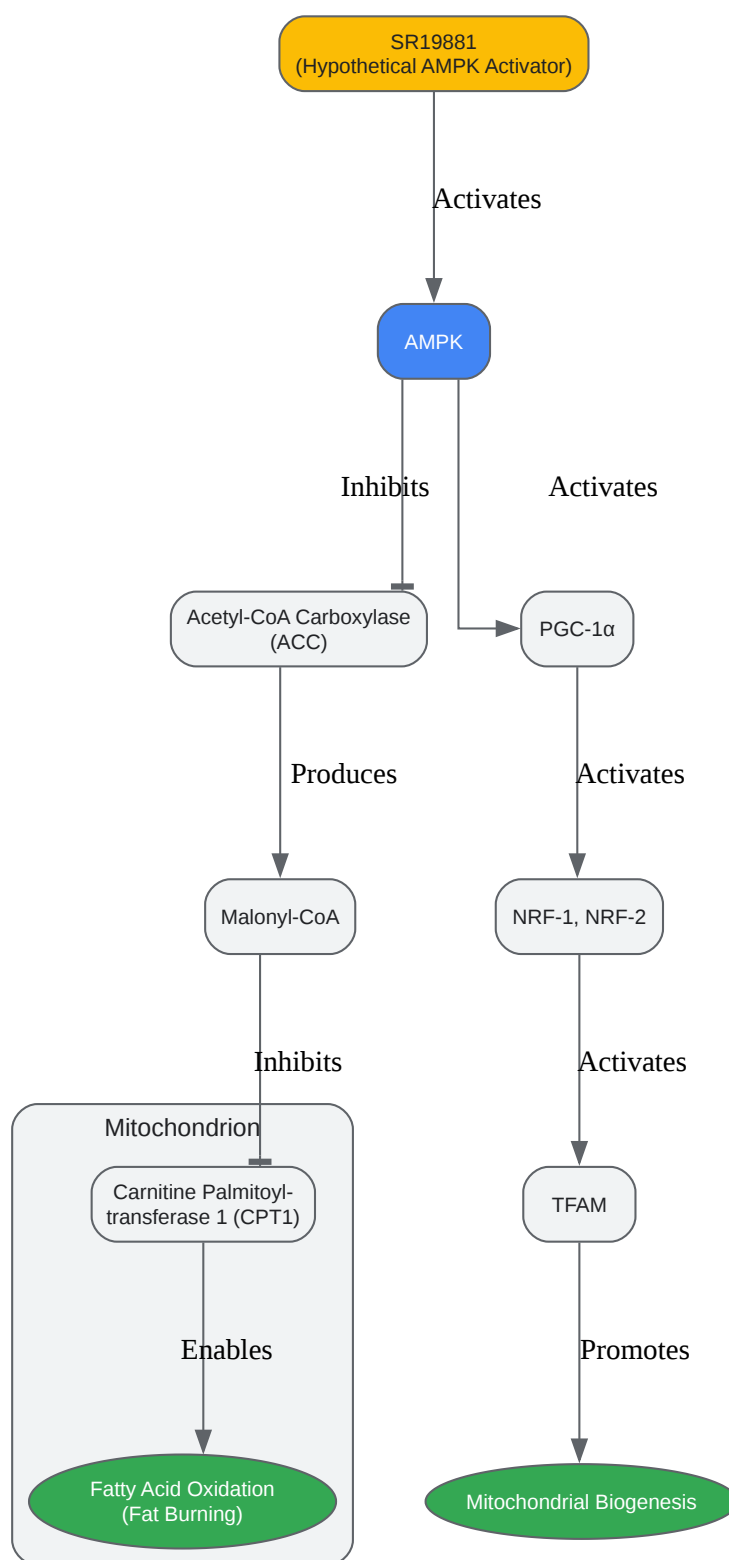 SR19881
(Hypothetical AMPK Activator)
Activates
AMPK
Inhibits
Activates
Acetyl-CoA Carboxylase
(ACC)
PGC-1α
Produces
Activates
Malonyl-CoA
NRF-1, NRF-2
Inhibits
Activates
Mitochondrion
Carnitine Palmitoyl-
transferase 1 (CPT1)
TFAM
Enables
Promotes
Fatty Acid Oxidation
(Fat Burning)
Mitochondrial Biogenesis